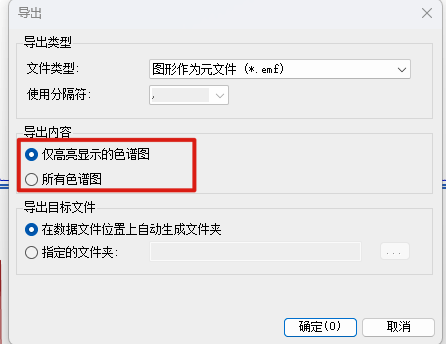 导出
导出类型
文件类型:
图形作为元文件 (*.emf)
使用分隔符:
,
导出内容
仅高亮显示的色谱图
所有色谱图
导出目标文件
在数据文件位置上自动生成文件夹
指定的文件夹:
...
确定(O)
取消